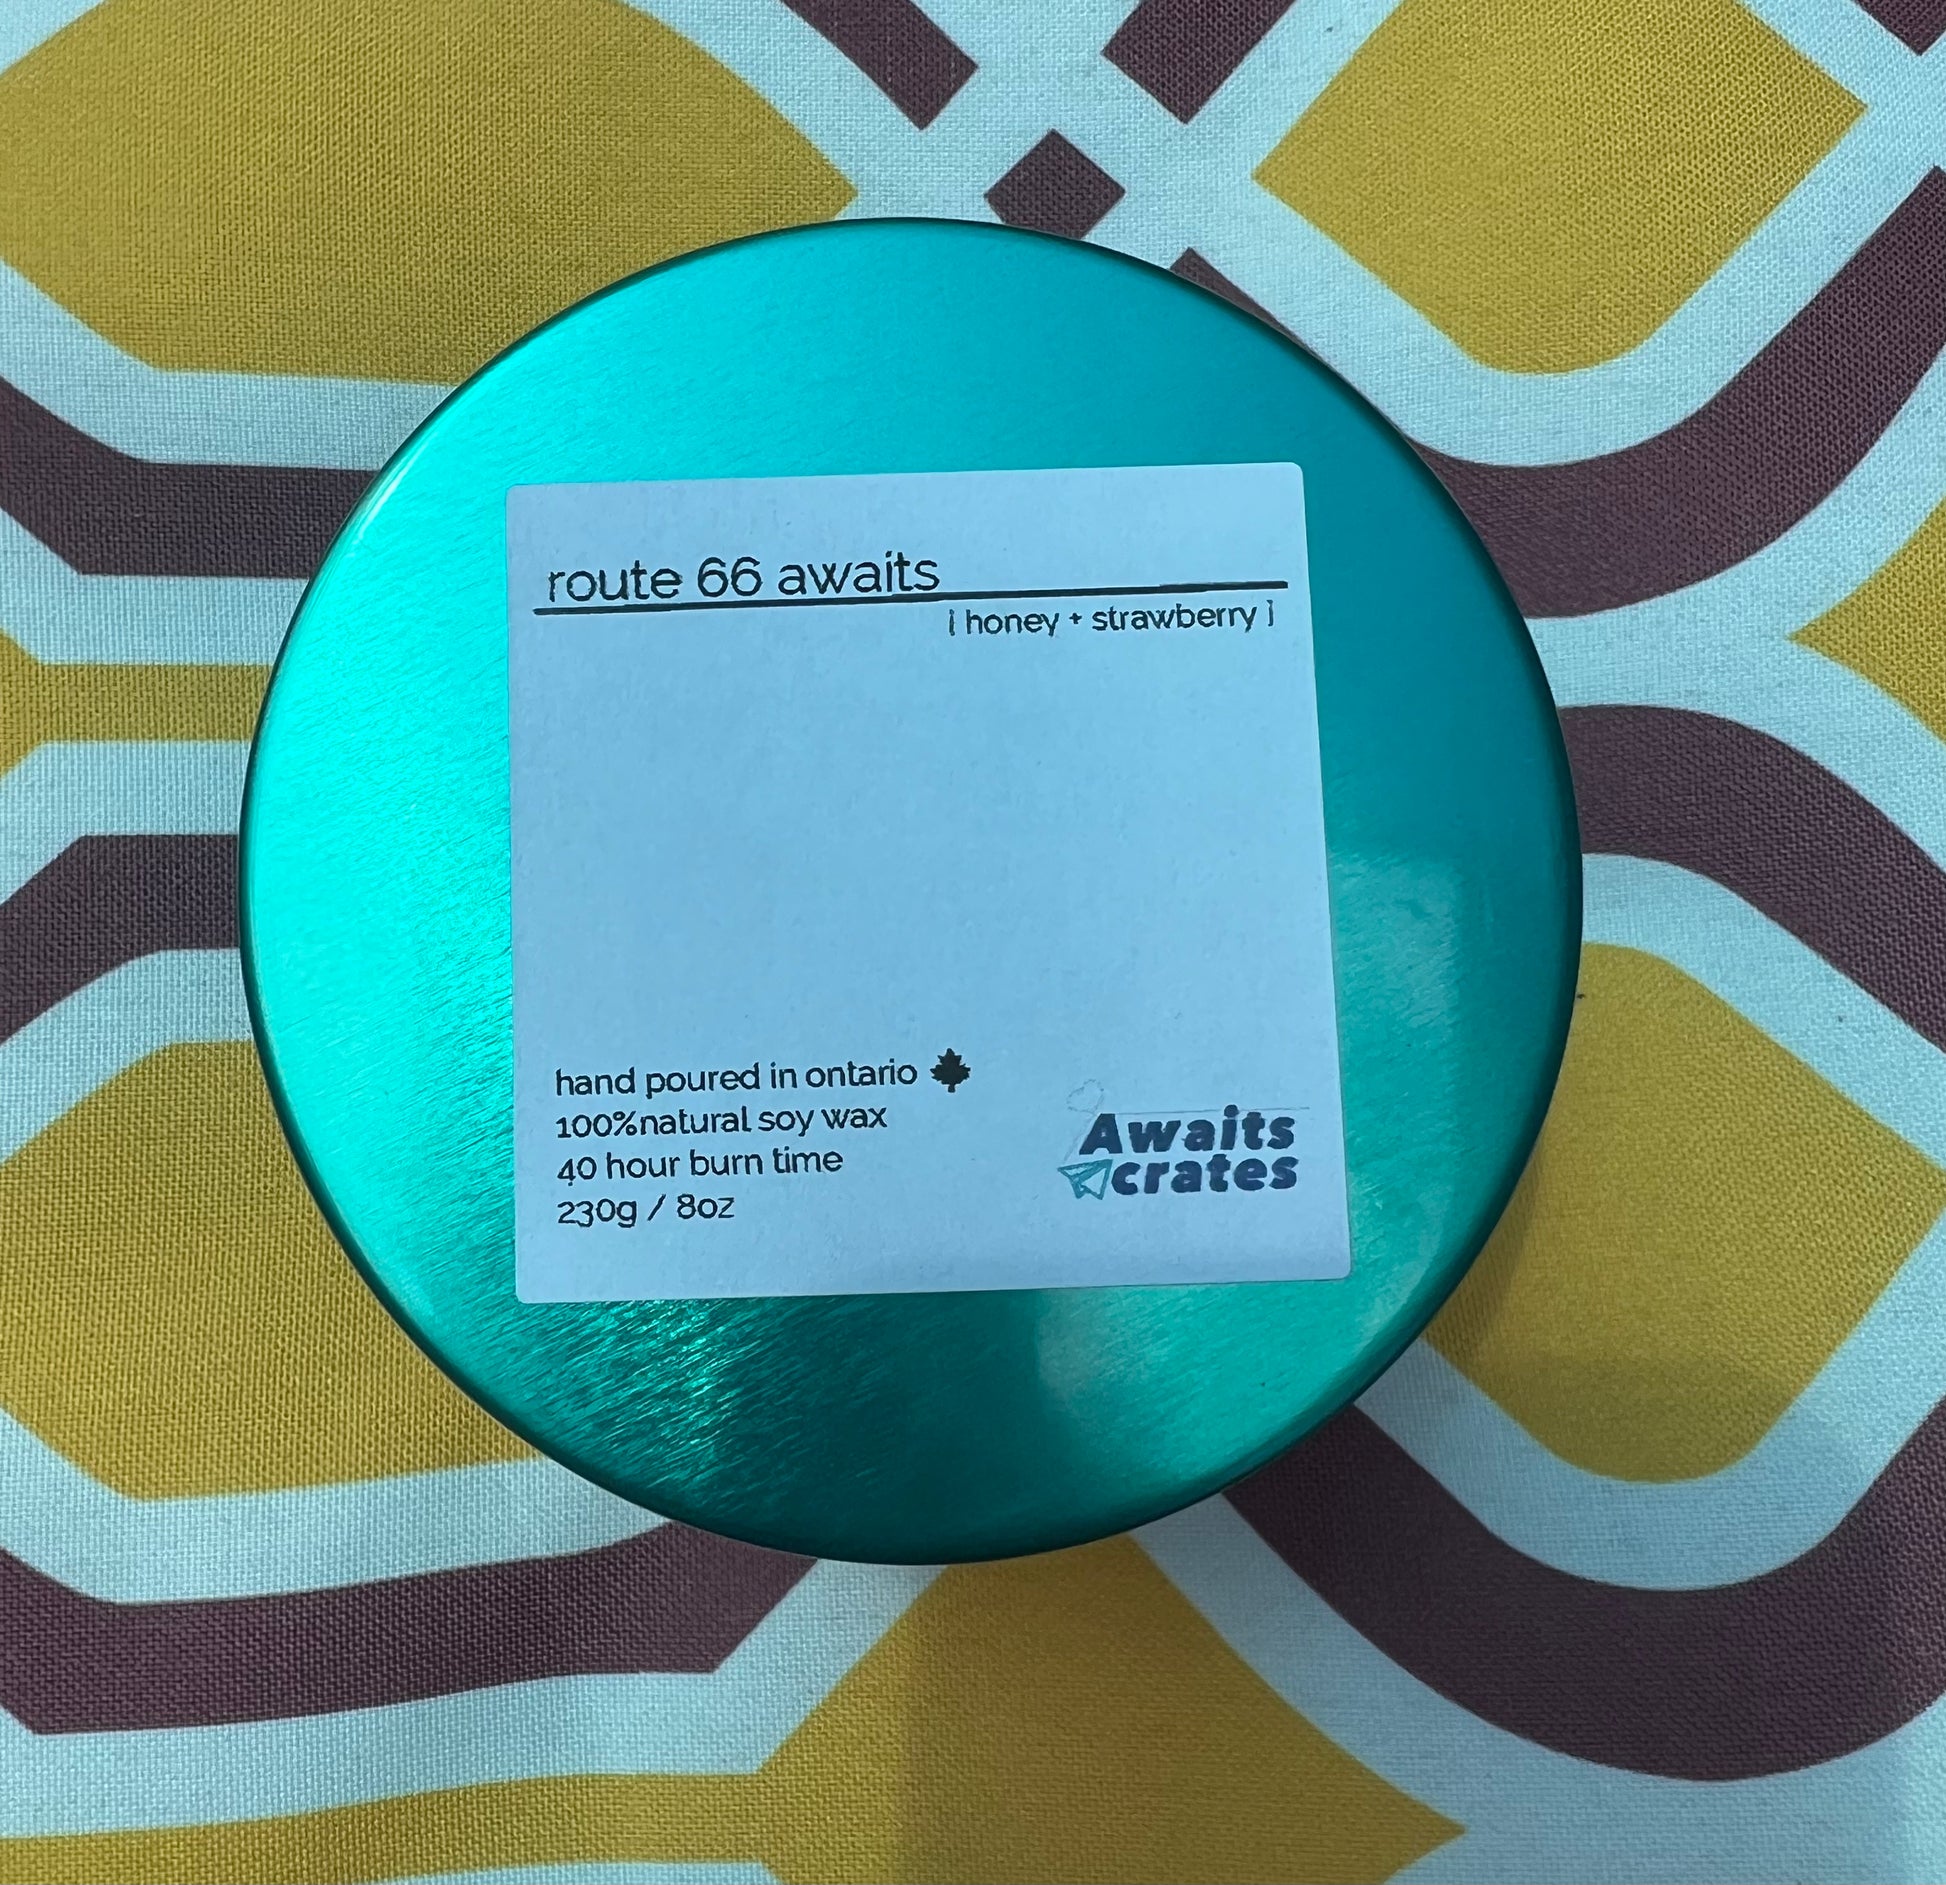 route 66 awaits
[ honey + strawberry ]
hand poured in ontario
100%natural soy wax
40 hour burn time
230g / 8oz
Awaits
crates